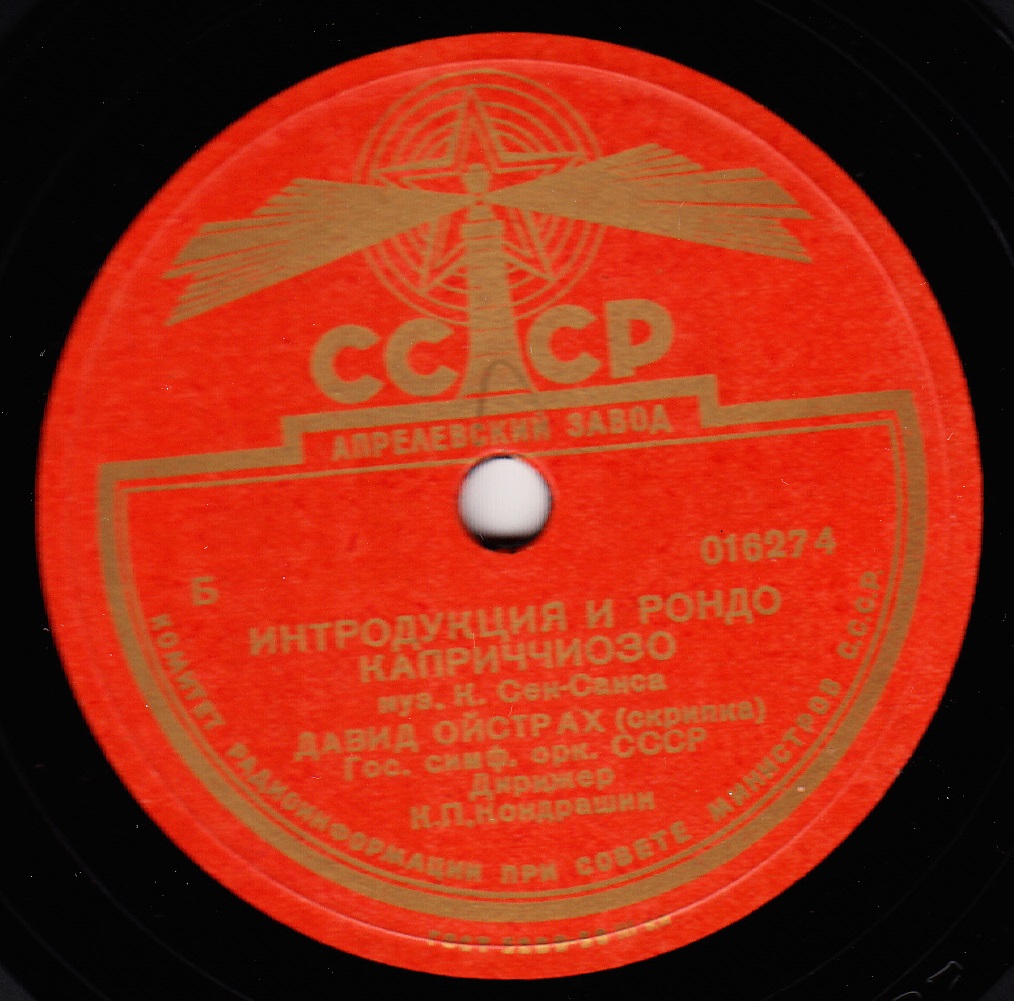 СССР
АПРЕЛЕВСКИЙ ЗАВОД
016274
Б
ИНТРОДУКЦИЯ И РОНДО
КАПРИЧЧИОЗО
муз. К. Сен-Санса
ДАВИД ОЙСТРАХ (скрипка)
Гос. симф. орк. СССР
Дирижер
К.П.Кондрашин
КОМИТЕТ РАДИОИНФОРМАЦИИ ПРИ СОВЕТЕ МИНИСТРОВ С.С.С.Р.
ГОСТ